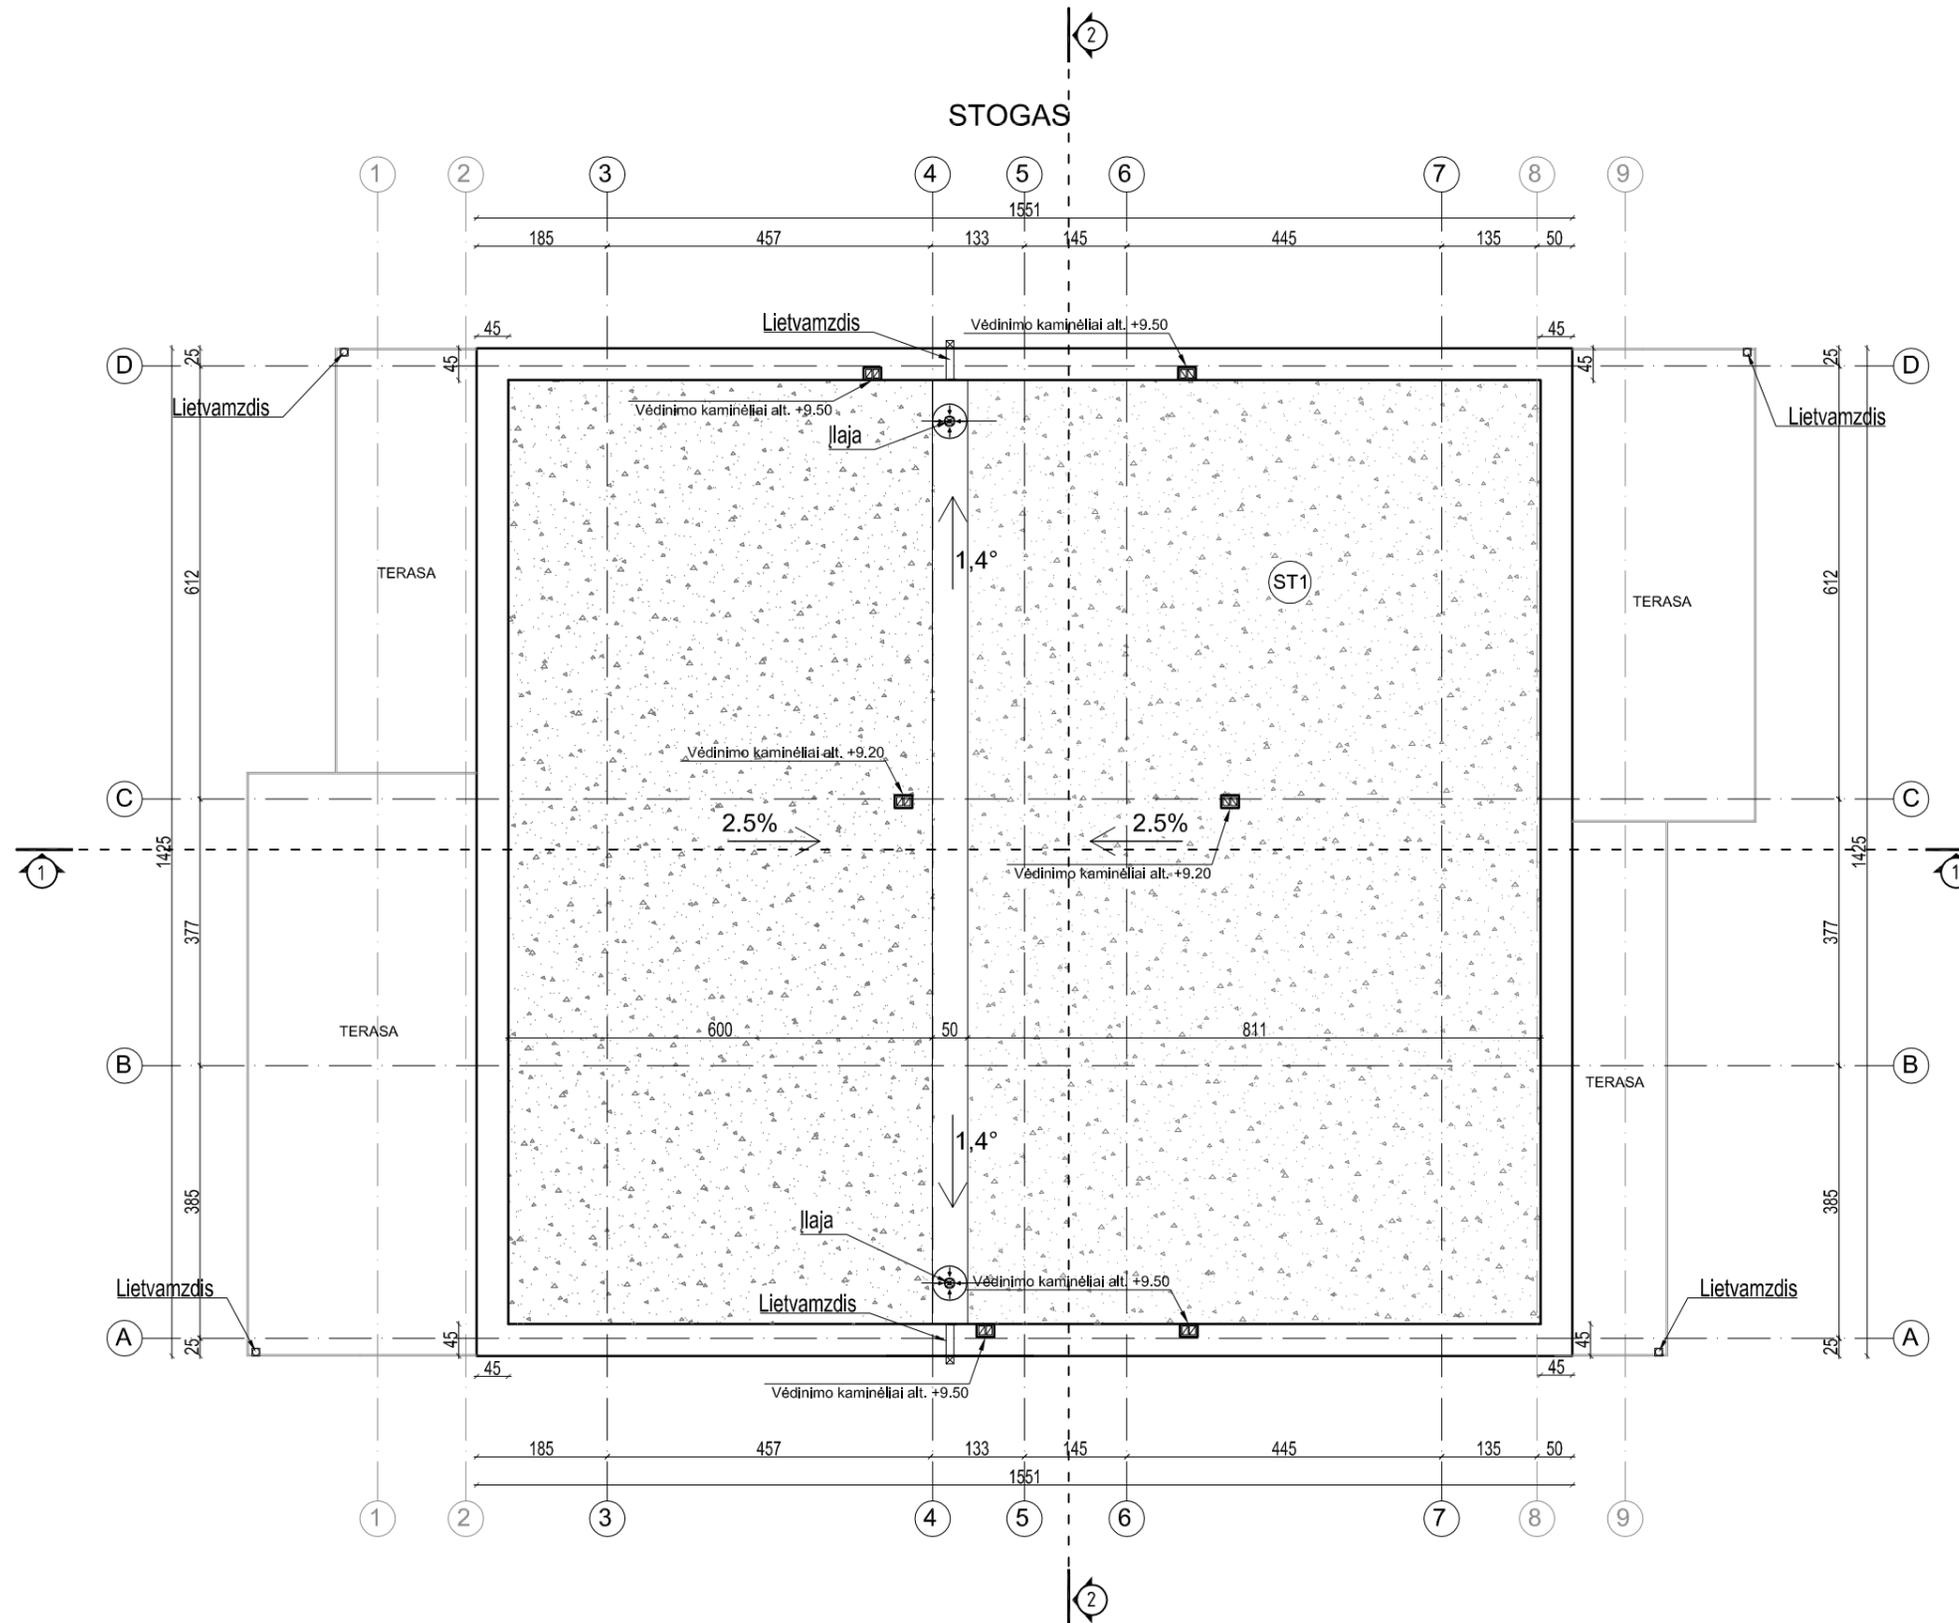 2
STOGAS
1 2 3 4 5 6 7 8 9
1551
185 457 133 145 445 135 50
Lietvamzdis
Vėdinimo kaminėliai alt. +9.50
45 45
D 25 45 45 25 D
Lietvamzdis
Vėdinimo kaminėliai alt. +9.50
Lietvamzdis
Įlaja
1,4°
612 TERASA ST1 612
TERASA
Vėdinimo kaminėliai alt. +9.20
C C
2.5% 2.5%
1425 1425
1 1
Vėdinimo kaminėliai alt. +9.20
377 377
TERASA 600 50 811
B B
TERASA
1,4°
385 385
Įlaja
Vėdinimo kaminėliai alt. +9.50
Lietvamzdis Lietvamzdis
Lietvamzdis
A 25 45 45 25 A
45 45
Vėdinimo kaminėliai alt. +9.50
185 457 133 145 445 135 50
1551
1 2 3 4 5 6 7 8 9
2